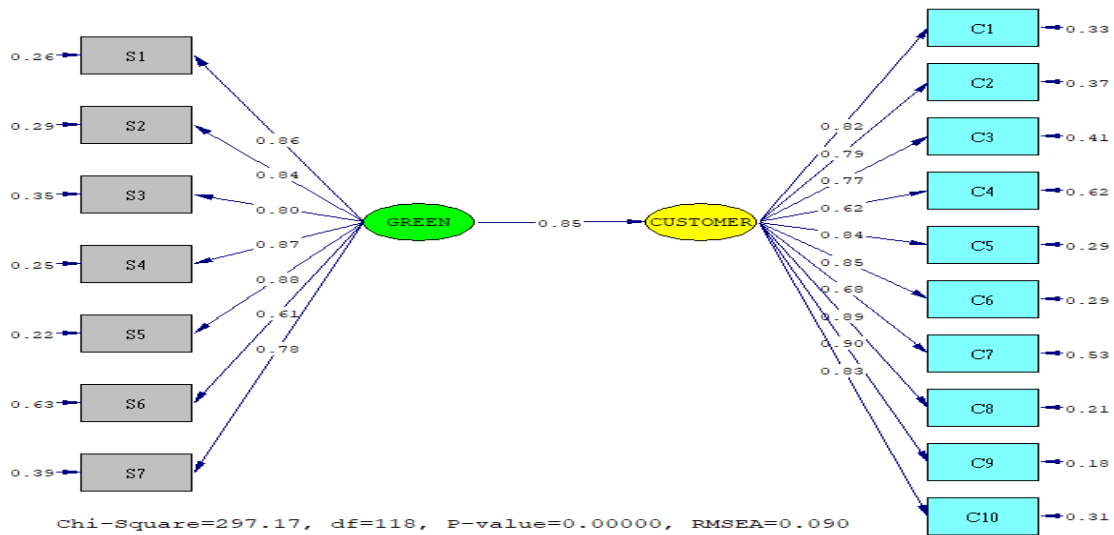 0.26 S1
0.29 S2
0.35 S3
0.25 S4
0.22 S5
0.63 S6
0.39 S7
0.86
0.84
0.80
0.87
0.88
0.61
0.78
GREEN
0.85
CUSTOMER
0.82
0.79
0.77
0.62
0.84
0.85
0.68
0.89
0.90
0.83
C1 0.33
C2 0.37
C3 0.41
C4 0.62
C5 0.29
C6 0.29
C7 0.53
C8 0.21
C9 0.18
C10 0.31
Chi-Square=297.17, df=118, P-value=0.00000, RMSEA=0.090